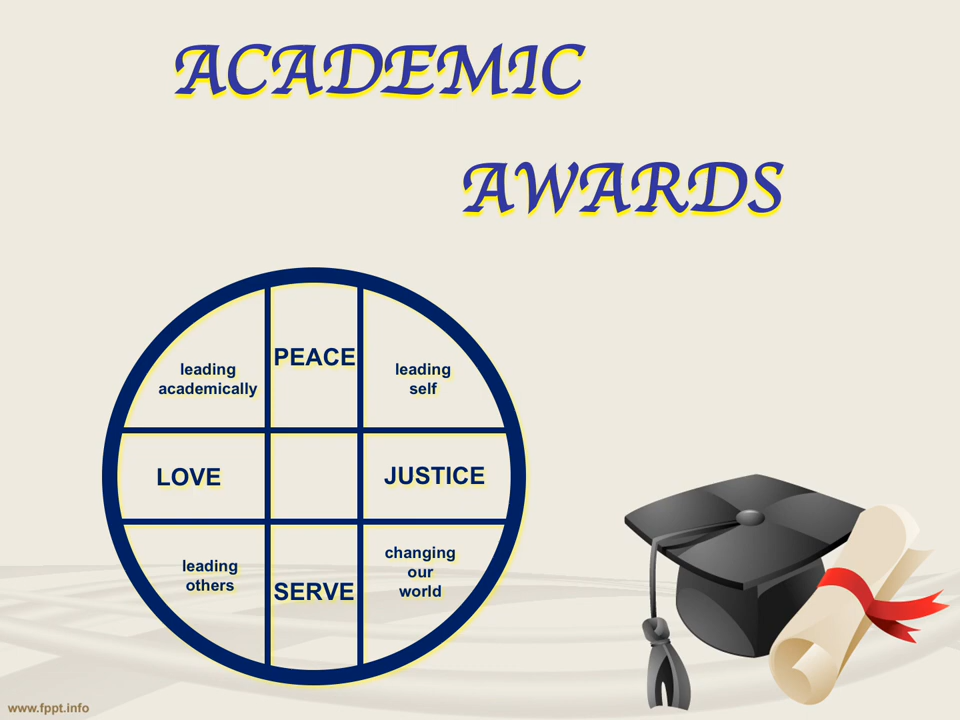 ACADEMIC
AWARDS
PEACE
leading
academically
leading
self
LOVE
JUSTICE
leading
others
SERVE
changing
our
world
www.fppt.info